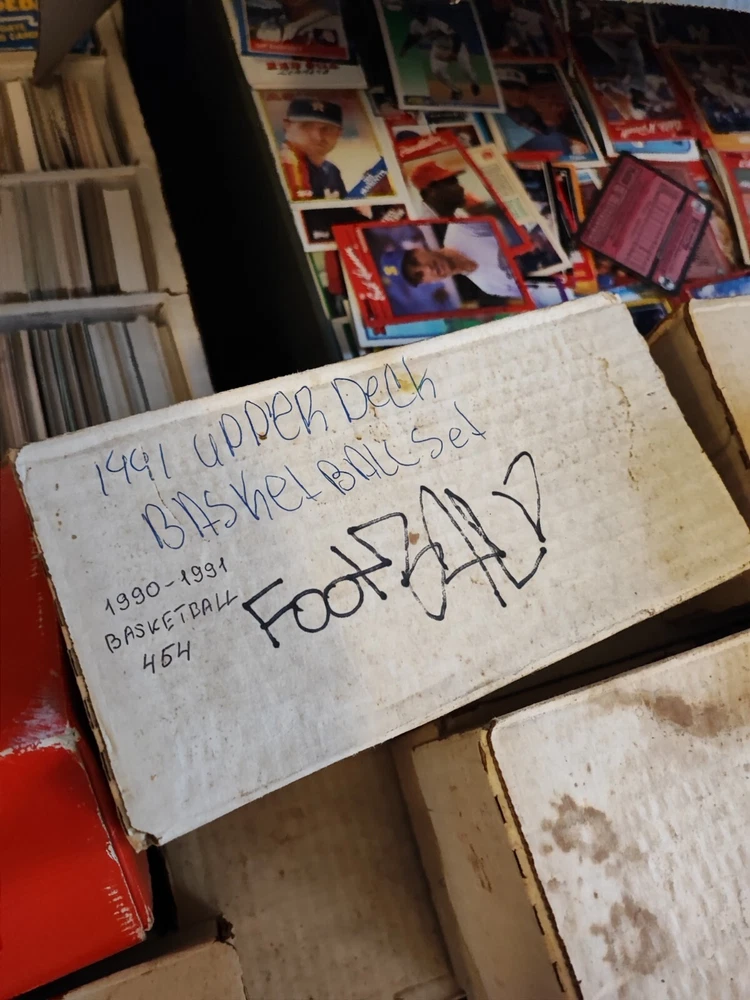 1991 UPPER Deck
BASKetBALL Set
1990-1991
BASKETBALL
454
FootBALL